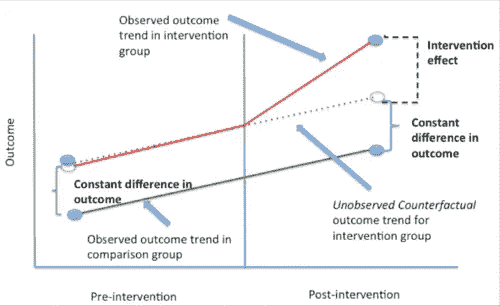 Observed outcome
trend in intervention
group
Intervention
effect
Constant
difference in
outcome
Outcome
Constant difference in
outcome
Unobserved Counterfactual
outcome trend for
intervention group
Observed outcome trend in
comparison group
Pre-intervention
Post-intervention